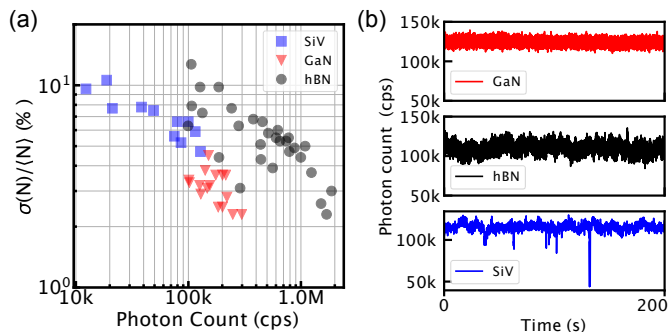 (a)
σ(N)/⟨N⟩ (%)
10¹
10⁰
SiV
GaN
hBN
10k
100k
1.0M
Photon Count (cps)
(b)
Photon count (cps)
150k
100k
50k
GaN
150k
100k
50k
hBN
100k
50k
SiV
0
200
Time (s)